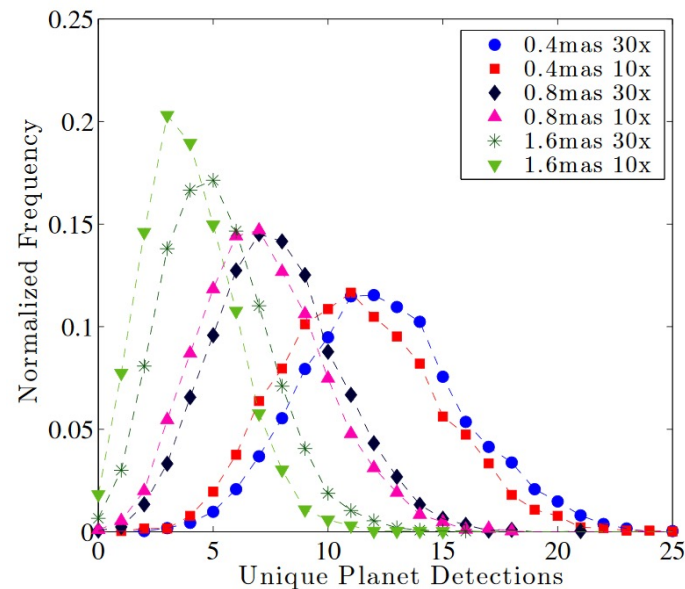 0.25
0.2
0.15
0.1
0.05
0
Normalized Frequency
0.4mas 30x
0.4mas 10x
0.8mas 30x
0.8mas 10x
1.6mas 30x
1.6mas 10x
0 5 10 15 20 25
Unique Planet Detections